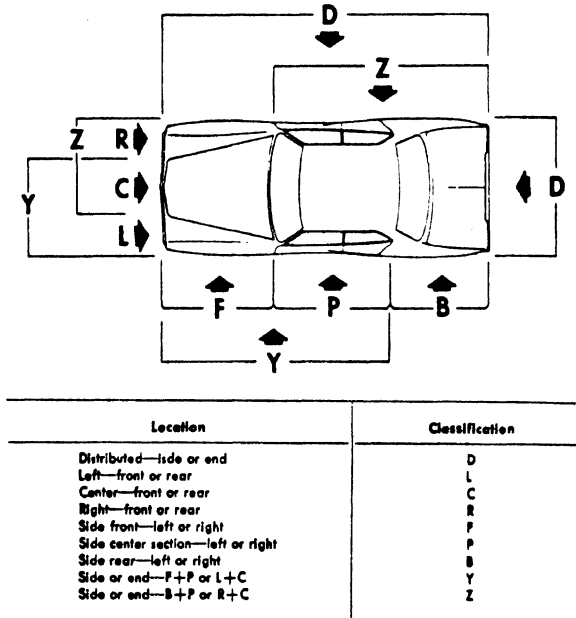 D
Z
Z
R
C
Y
L
D
F
P
B
Y
Location Classification
Distributed—isde or end D
Left—front or rear L
Center—front or rear C
Right—front or rear R
Side front—left or right F
Side center section—left or right P
Side rear—left or right B
Side or end—F+P or L+C Y
Side or end—B+P or R+C Z